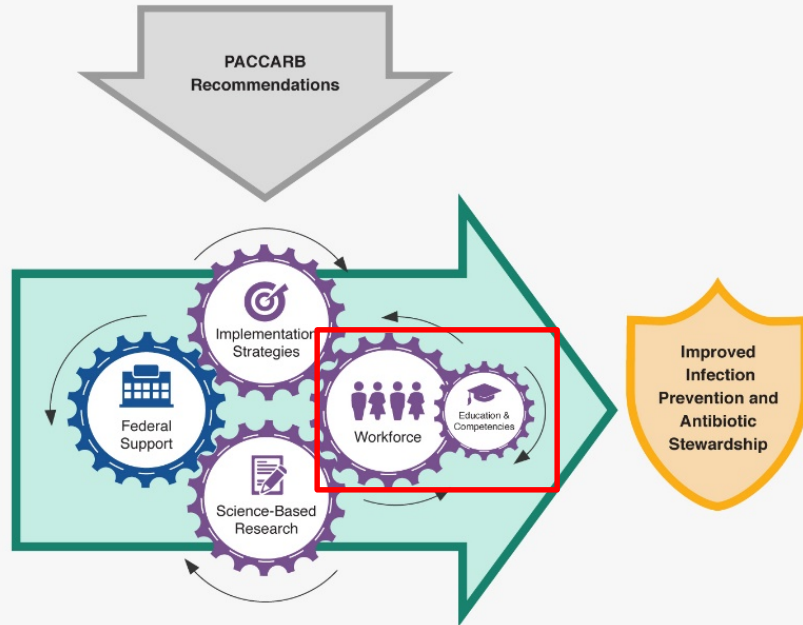 PACCARB
Recommendations
Implementation
Strategies
Federal
Support
Workforce
Education &
Competencies
Science-Based
Research
Improved
Infection
Prevention and
Antibiotic
Stewardship